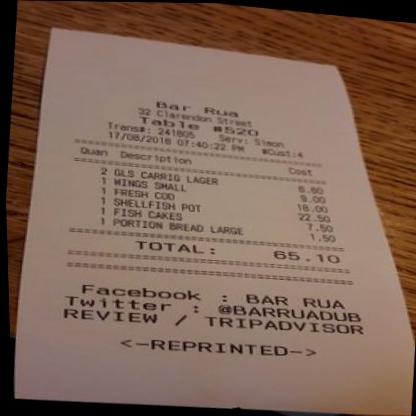 Bar Rua
32 Clarendon Street
Table #520
Trans#: 241805 Serv: Simon
17/08/2018 07:40:22 PM #Cust:4
Quan Description Cost
2 GLS CARRIG LAGER 6.60
1 WINGS SMALL 9.00
1 FRESH COD 18.00
1 SHELLFISH POT 22.50
1 FISH CAKES 7.50
1 PORTION BREAD LARGE 1.50
TOTAL: 65.10
Facebook : BAR RUA
Twitter : @BARRUADUB
REVIEW / TRIPADVISOR
<-REPRINTED->